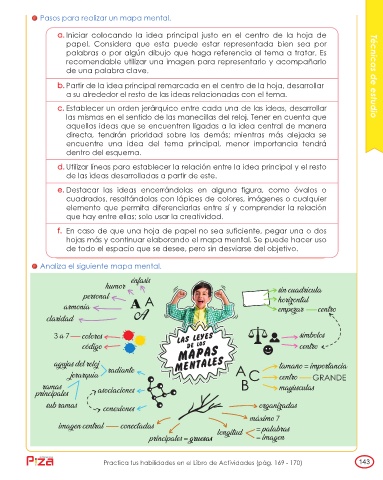 Pasos para realizar un mapa mental.
a. Iniciar colocando la idea principal justo en el centro de la hoja de
papel. Considera que esta puede estar representada bien sea por
palabras o por algún dibujo que haga referencia al tema a tratar. Es
recomendable utilizar una imagen para representarlo y acompañarlo
de una palabra clave.
b. Partir de la idea principal remarcada en el centro de la hoja, desarrollar
a su alrededor el resto de las ideas relacionadas con el tema.
c. Establecer un orden jerárquico entre cada una de las ideas, desarrollar
las mismas en el sentido de las manecillas del reloj. Tener en cuenta que
aquellas ideas que se encuentren ligadas a la idea central de manera
directa, tendrán prioridad sobre las demás; mientras más alejada se
encuentre una idea del tema principal, menor importancia tendrá
dentro del esquema.
d. Utilizar líneas para establecer la relación entre la idea principal y el resto
de las ideas desarrolladas a partir de este.
e. Destacar las ideas encerrándolas en alguna figura, como óvalos o
cuadrados, resaltándolas con lápices de colores, imágenes o cualquier
elemento que permita diferenciarlas entre sí y comprender la relación
que hay entre ellas; solo usar la creatividad.
f. En caso de que una hoja de papel no sea suficiente, pegar una o dos
hojas más y continuar elaborando el mapa mental. Se puede hacer uso
de todo el espacio que se desee, pero sin desviarse del objetivo.
Técnicas de estudio
Analiza el siguiente mapa mental.
énfasis
humor
personal
armonía
claridad
A A
A
sin cuadrícula
horizontal
empezar centro
3 a 7 colores
código
LAS LEYES
DE LOS
MAPAS
MENTALES
símbolos
centro
agujas del reloj
jerarquía
radiante
A C
B
tamaño = importancia
centro GRANDE
mayúsculas
ramas
principales
asociaciones
sub ramas
conexiones
organizadas
máximo 7
imagen central conectadas
longitud = palabras
= imagen
principales = gruesas
Piza
Practica tus habilidades en el Libro de Actividades (pág. 169 - 170)
143